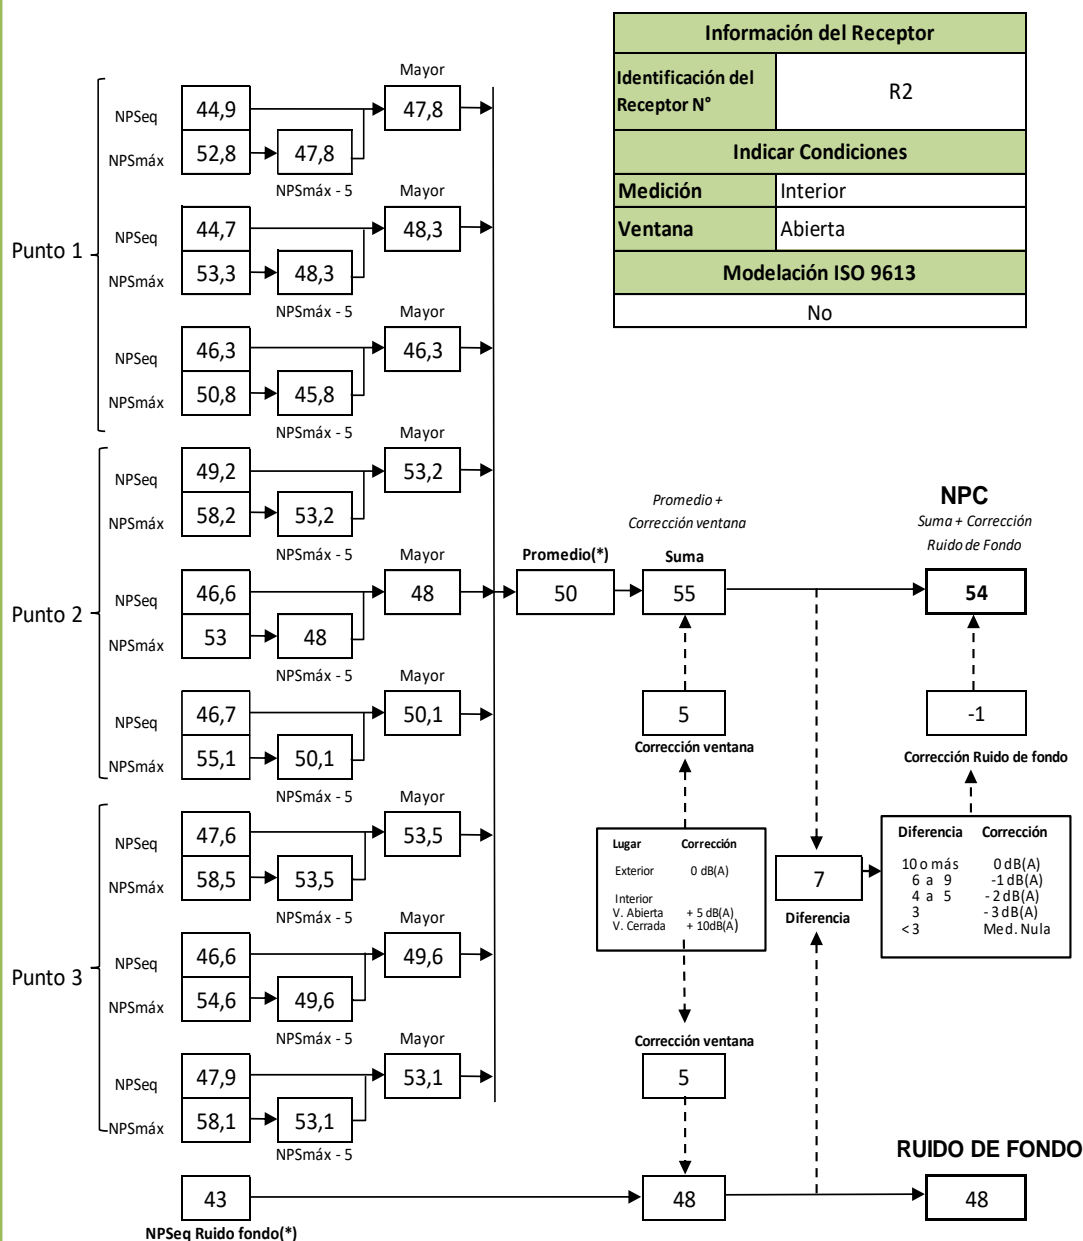 Información del Receptor
Identificación del Receptor N°
R2
Indicar Condiciones
Medición
Interior
Ventana
Abierta
Modelación ISO 9613
No
Punto 1
NPSeq
44,9
NPSmáx
52,8
47,8
NPSmáx - 5
Mayor
47,8
NPSeq
44,7
NPSmáx
53,3
48,3
NPSmáx - 5
Mayor
48,3
NPSeq
46,3
NPSmáx
50,8
45,8
NPSmáx - 5
Mayor
46,3
Punto 2
NPSeq
49,2
NPSmáx
58,2
53,2
NPSmáx - 5
Mayor
53,2
NPSeq
46,6
NPSmáx
53
48
NPSmáx - 5
Mayor
48
NPSeq
46,7
NPSmáx
55,1
50,1
NPSmáx - 5
Mayor
50,1
Punto 3
NPSeq
47,6
NPSmáx
58,5
53,5
NPSmáx - 5
Mayor
53,5
NPSeq
46,6
NPSmáx
54,6
49,6
NPSmáx - 5
Mayor
49,6
NPSeq
47,9
NPSmáx
58,1
53,1
NPSmáx - 5
Mayor
53,1
Promedio(*)
50
Promedio +
Corrección ventana
Suma
55
5
Corrección ventana
NPC
Suma + Corrección
Ruido de Fondo
54
-1
Corrección Ruido de fondo
Lugar Corrección
Exterior 0 dB(A)
Interior
V. Abierta + 5 dB(A)
V. Cerrada + 10dB(A)
7
Diferencia
Diferencia Corrección
10 o más 0 dB(A)
6 a 9 -1 dB(A)
4 a 5 - 2 dB(A)
3 - 3 dB(A)
< 3 Med. Nula
Corrección ventana
5
43
NPSeq Ruido fondo(*)
48
RUIDO DE FONDO
48